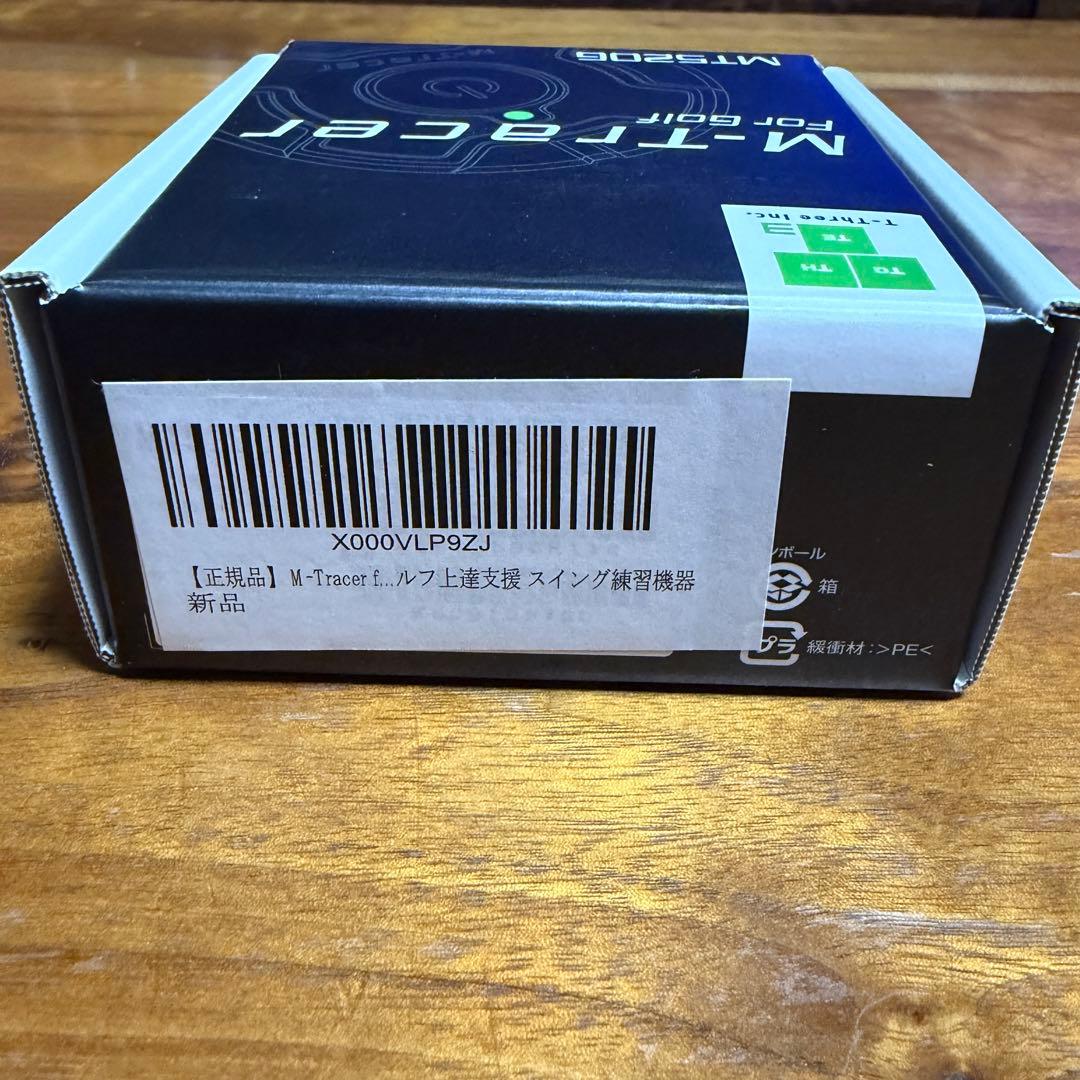 MT520G
M-TRACER
M-Tracer
For Golf
T-Three Inc.
3
TE
TH
TO
X000VLP9ZJ
【正規品】M-Tracer f...ルフ上達支援 スイング練習機器
新品
ンボール
箱
プラ
緩衝材:>PE<